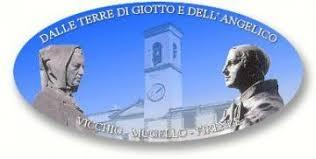 DALLE TERRE DI GIOTTO E DELL'ANGELICO
VICCHIO - MUGELLO - FIRENZE